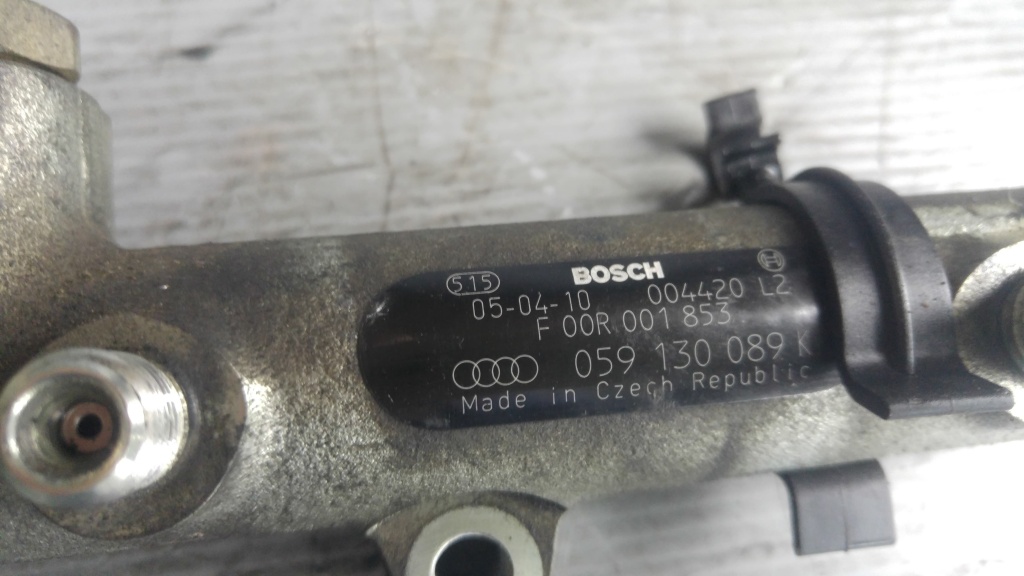 515 BOSCH
05-04-10 004420 L2
F 00R 001 853
059 130 089 K
Made in Czech Republic